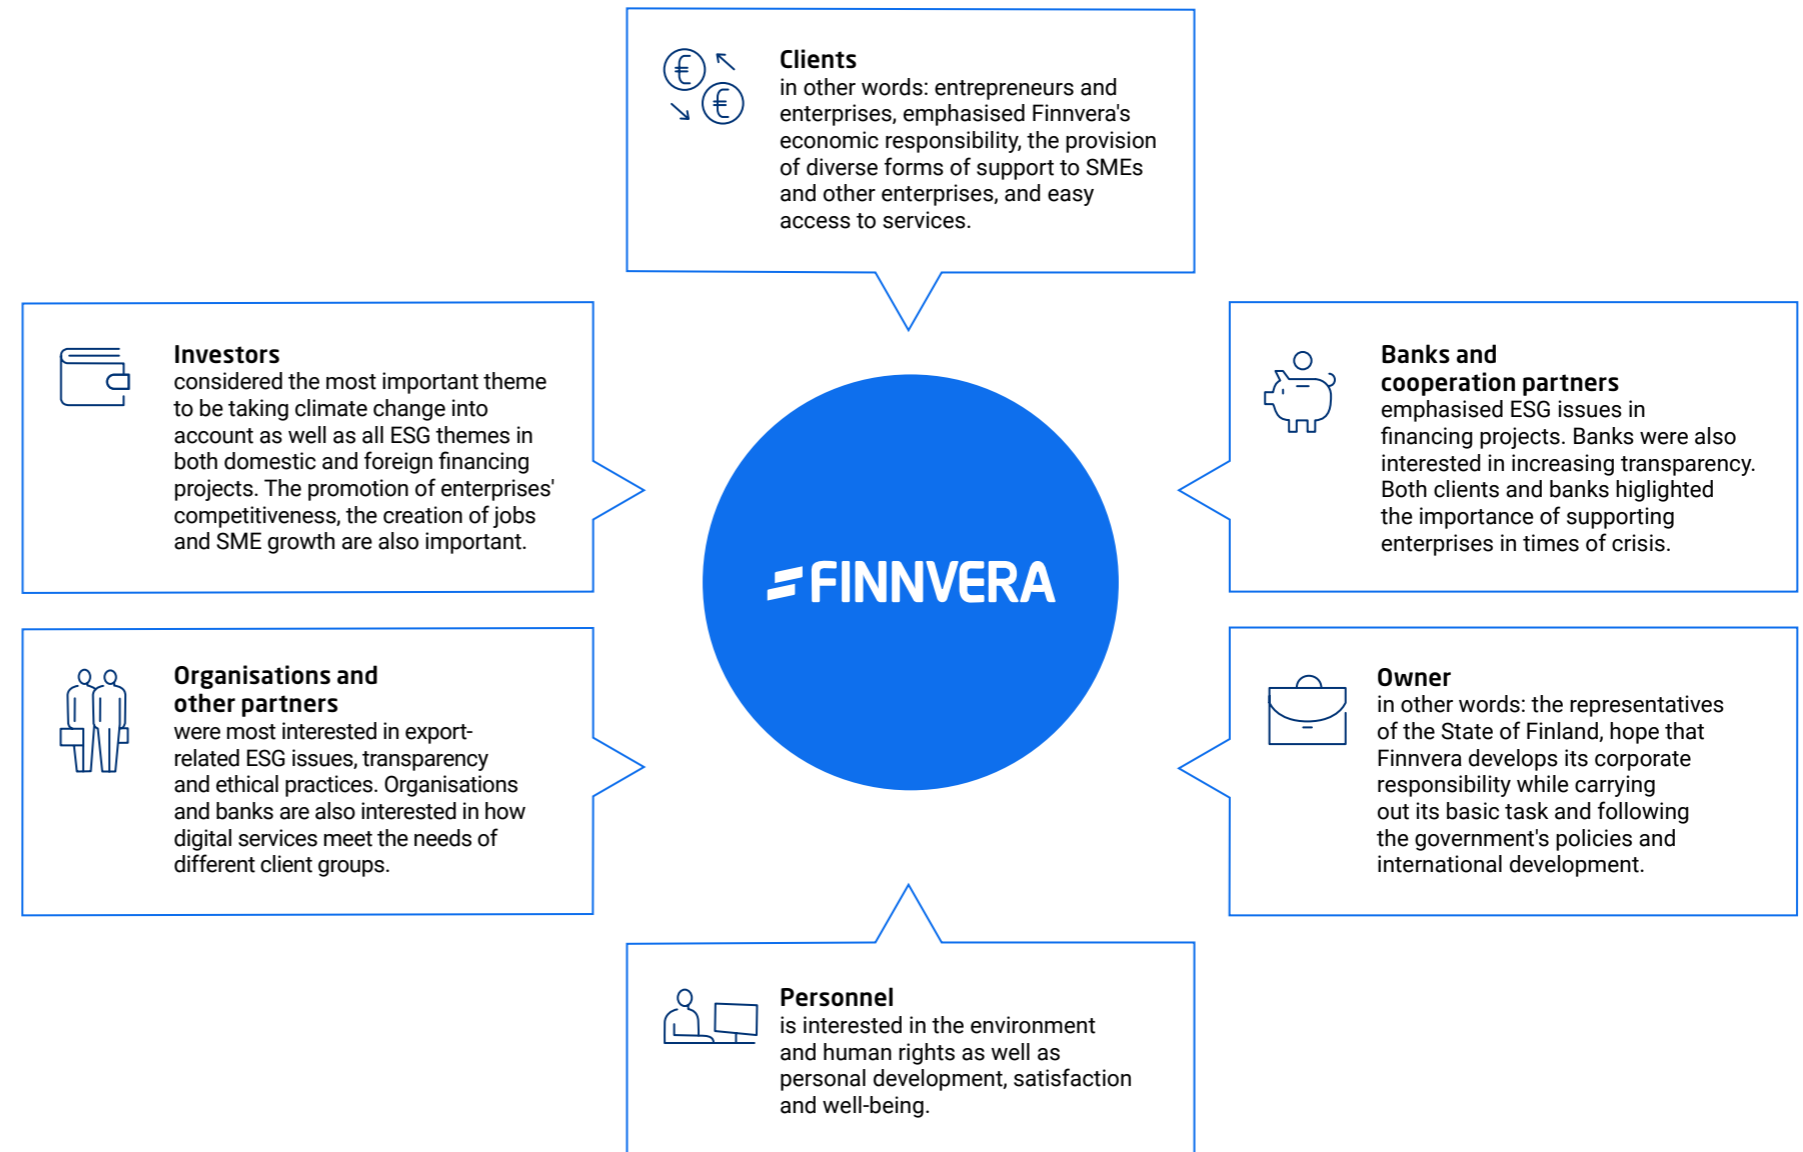 Clients
in other words: entrepreneurs and
enterprises, emphasised Finnvera's
economic responsibility, the provision
of diverse forms of support to SMEs
and other enterprises, and easy
access to services.
Investors
considered the most important theme
to be taking climate change into
account as well as all ESG themes in
both domestic and foreign financing
projects. The promotion of enterprises'
competitiveness, the creation of jobs
and SME growth are also important.
Banks and
cooperation partners
emphasised ESG issues in
financing projects. Banks were also
interested in increasing transparency.
Both clients and banks higlighted
the importance of supporting
enterprises in times of crisis.
FINNVERA
Organisations and
other partners
were most interested in export-
related ESG issues, transparency
and ethical practices. Organisations
and banks are also interested in how
digital services meet the needs of
different client groups.
Owner
in other words: the representatives
of the State of Finland, hope that
Finnvera develops its corporate
responsibility while carrying
out its basic task and following
the government's policies and
international development.
Personnel
is interested in the environment
and human rights as well as
personal development, satisfaction
and well-being.